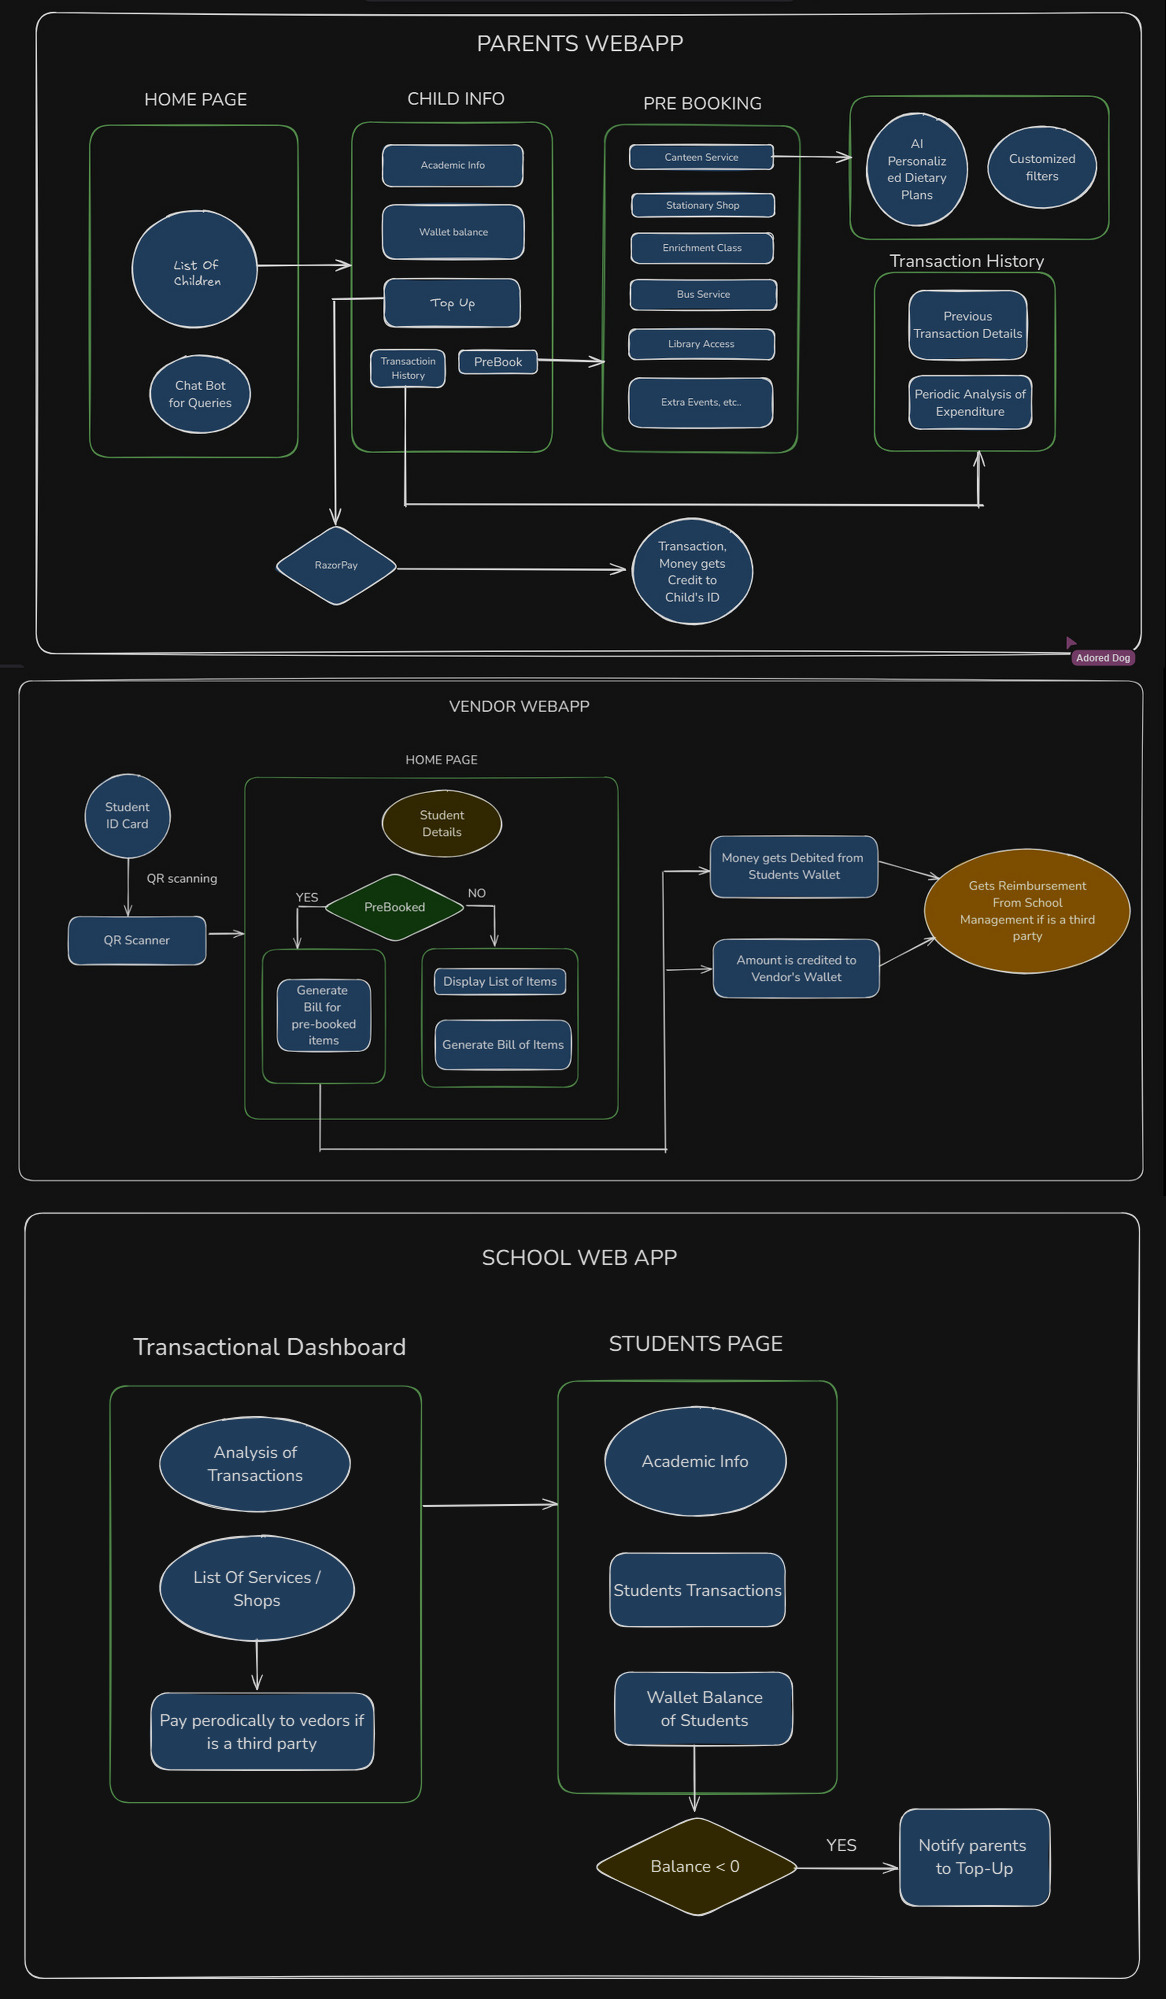 PARENTS WEBAPP
HOME PAGE
List Of
Children
Chat Bot
for Queries
CHILD INFO
Academic Info
Wallet balance
Top Up
Transactioin
History
PreBook
PRE BOOKING
Canteen Service
Stationary Shop
Enrichment Class
Bus Service
Library Access
Extra Events, etc..
AI
Personaliz
ed Dietary
Plans
Customized
filters
Transaction History
Previous
Transaction Details
Periodic Analysis of
Expenditure
RazorPay
Transaction,
Money gets
Credit to
Child's ID
Adored Dog
VENDOR WEBAPP
Student
ID Card
QR scanning
QR Scanner
HOME PAGE
Student
Details
PreBooked
YES
NO
Generate
Bill for
pre-booked
items
Display List of Items
Generate Bill of Items
Money gets Debited from
Students Wallet
Amount is credited to
Vendor's Wallet
Gets Reimbursement
From School
Management if is a third
party
SCHOOL WEB APP
Transactional Dashboard
Analysis of
Transactions
List Of Services /
Shops
Pay perodically to vedors if
is a third party
STUDENTS PAGE
Academic Info
Students Transactions
Wallet Balance
of Students
Balance < 0
YES
Notify parents
to Top-Up